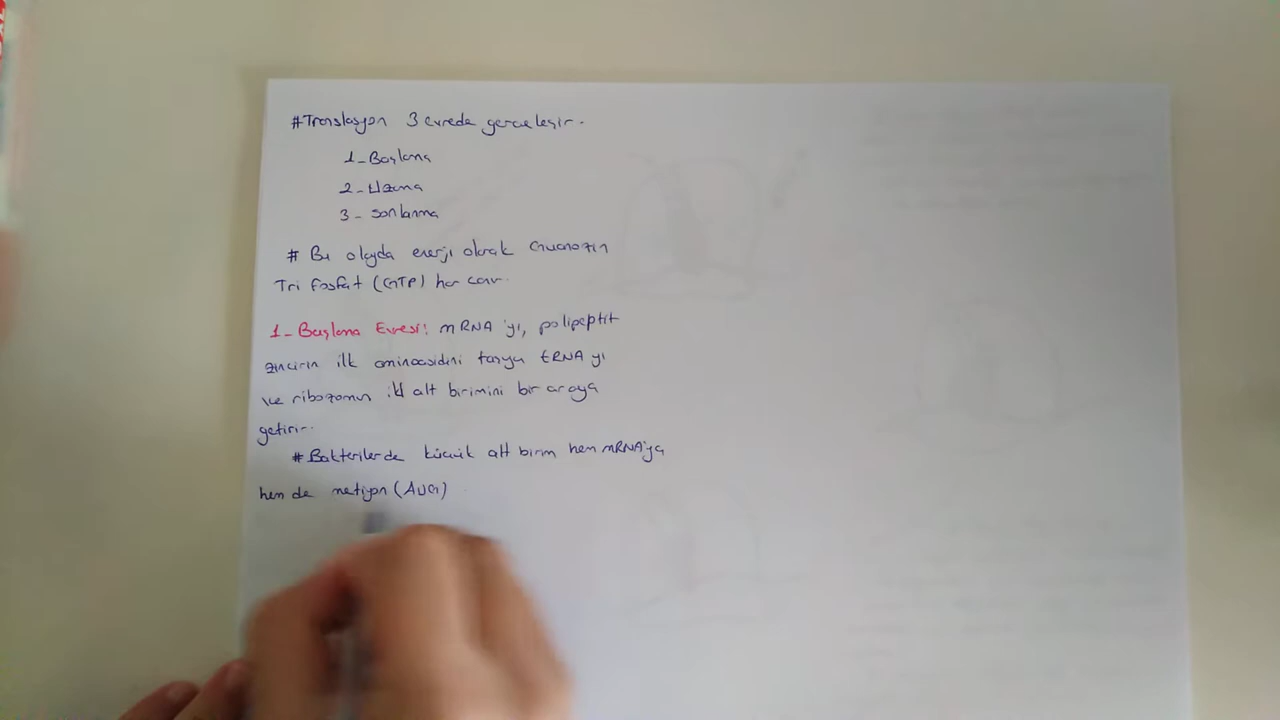 #Translasyon 3 evrede gerçekleşir.
1-Başlama
2-Uzama
3- Sonlanma
# Bu olayda enerji olarak Guanozin
Tri fosfat (GTP) harcanır.
1-Başlama Evresi: mRNA'yı, polipeptit
zincirin ilk aminoasidini taşıyan tRNA'yı
ve ribozomun iki alt birimini bir araya
getirir.
#Bakterilerde küçük alt birim hem mRNA'ya
hem de metiyon (AUG)